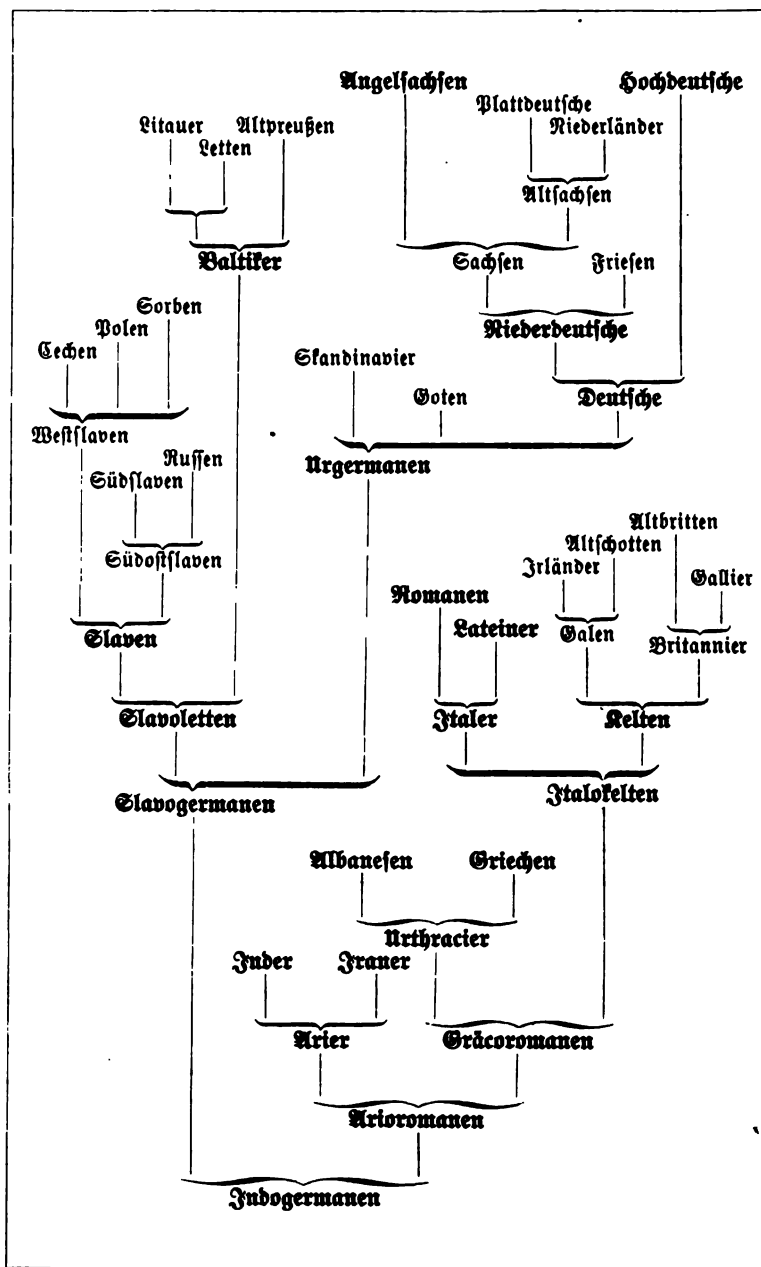 Angelsachsen
Hochdeutsche
Plattdeutsche
Litauer
Altpreußen
Niederländer
Letten
Altsachsen
Baltiker
Sachsen
Friesen
Sorben
Polen
Niederdeutsche
Cechen
Skandinavier
Goten
Deutsche
Westslaven
Russen
Urgermanen
Südslaven
Altbritten
Altschotten
Südostslaven
Irländer
Gallier
Romanen
Lateiner
Slaven
Galen
Britannier
Slavoletten
Italer
Kelten
Slavogermanen
Italokelten
Albanesen
Griechen
Urthracier
Inder
Iraner
Arier
Gräcoromanen
Arioromanen
Indogermanen